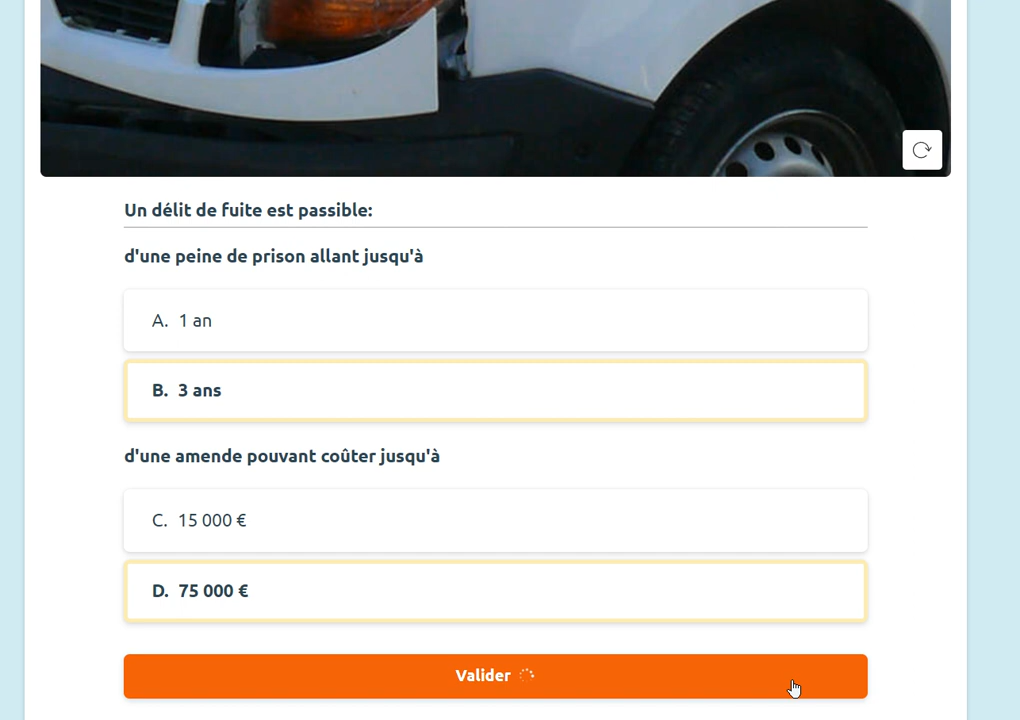 Un délit de fuite est passible:
d'une peine de prison allant jusqu'à
A. 1 an
B. 3 ans
d'une amende pouvant coûter jusqu'à
C. 15 000 €
D. 75 000 €
Valider